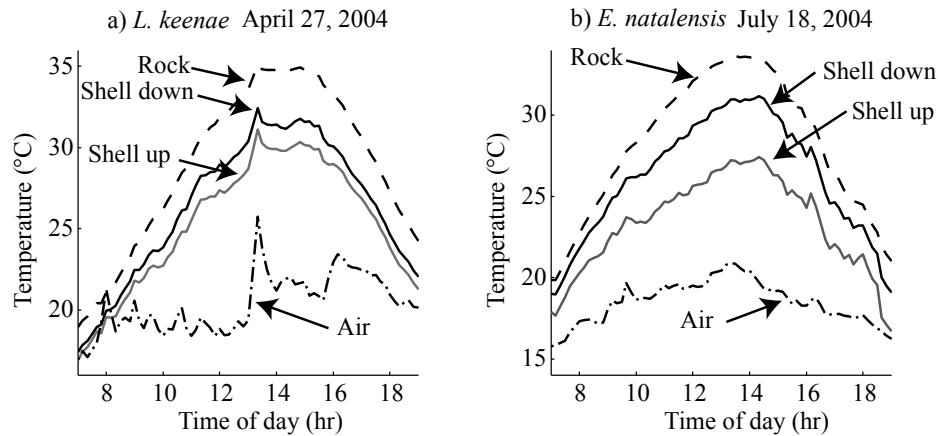 a) L. keenae April 27, 2004
35
30
25
20
Temperature (°C)
Rock
Shell down
Shell up
Air
8 10 12 14 16 18
Time of day (hr)
b) E. natalensis July 18, 2004
30
25
20
15
Temperature (°C)
Rock
Shell down
Shell up
Air
8 10 12 14 16 18
Time of day (hr)